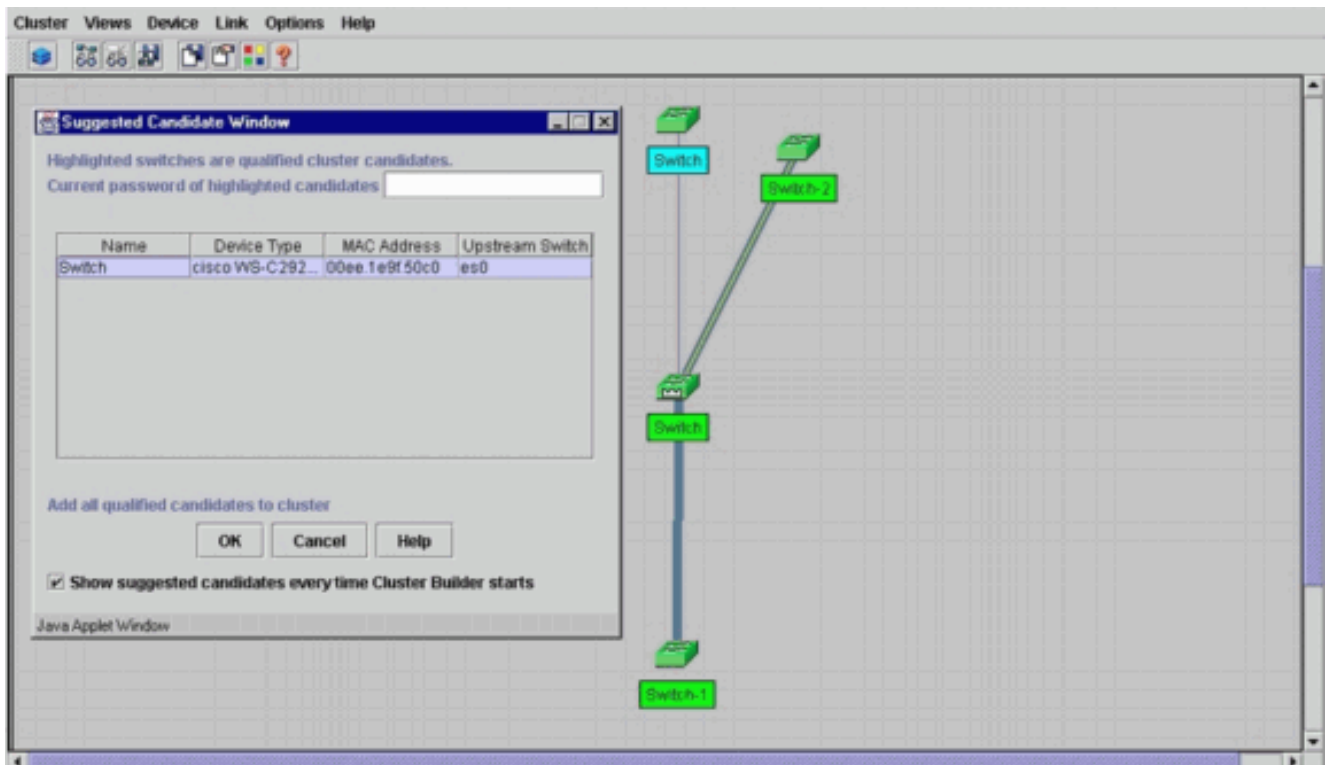 Cluster Views Device Link Options Help
Suggested Candidate Window
Highlighted switches are qualified cluster candidates.
Current password of highlighted candidates
Name Device Type MAC Address Upstream Switch
Switch cisco WS-C292... 00ee.1e9f.50c0 es0
Add all qualified candidates to cluster
OK Cancel Help
Show suggested candidates every time Cluster Builder starts
Java Applet Window
Switch
Switch-2
Switch
Switch-1